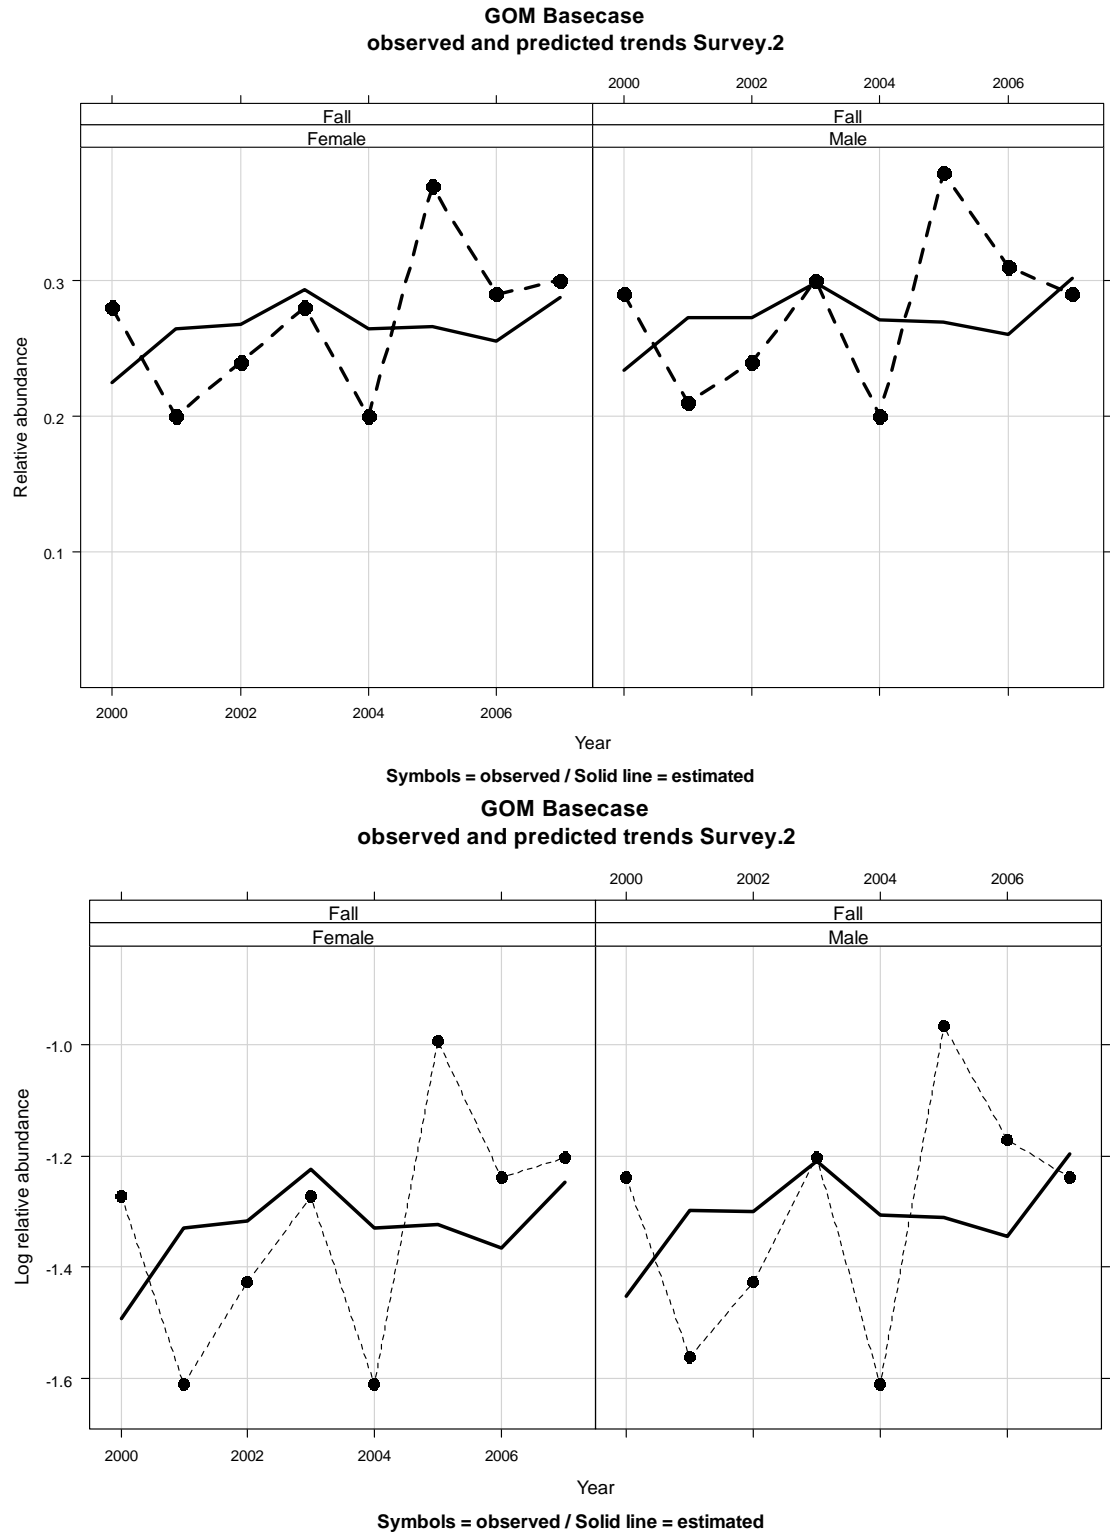 GOM Basecase
observed and predicted trends Survey.2
2000 2002 2004 2006
Fall Fall
Female Male
Relative abundance
0.3
0.2
0.1
2000 2002 2004 2006
Year
Symbols = observed / Solid line = estimated
GOM Basecase
observed and predicted trends Survey.2
2000 2002 2004 2006
Fall Fall
Female Male
Log relative abundance
-1.0
-1.2
-1.4
-1.6
2000 2002 2004 2006
Year
Symbols = observed / Solid line = estimated